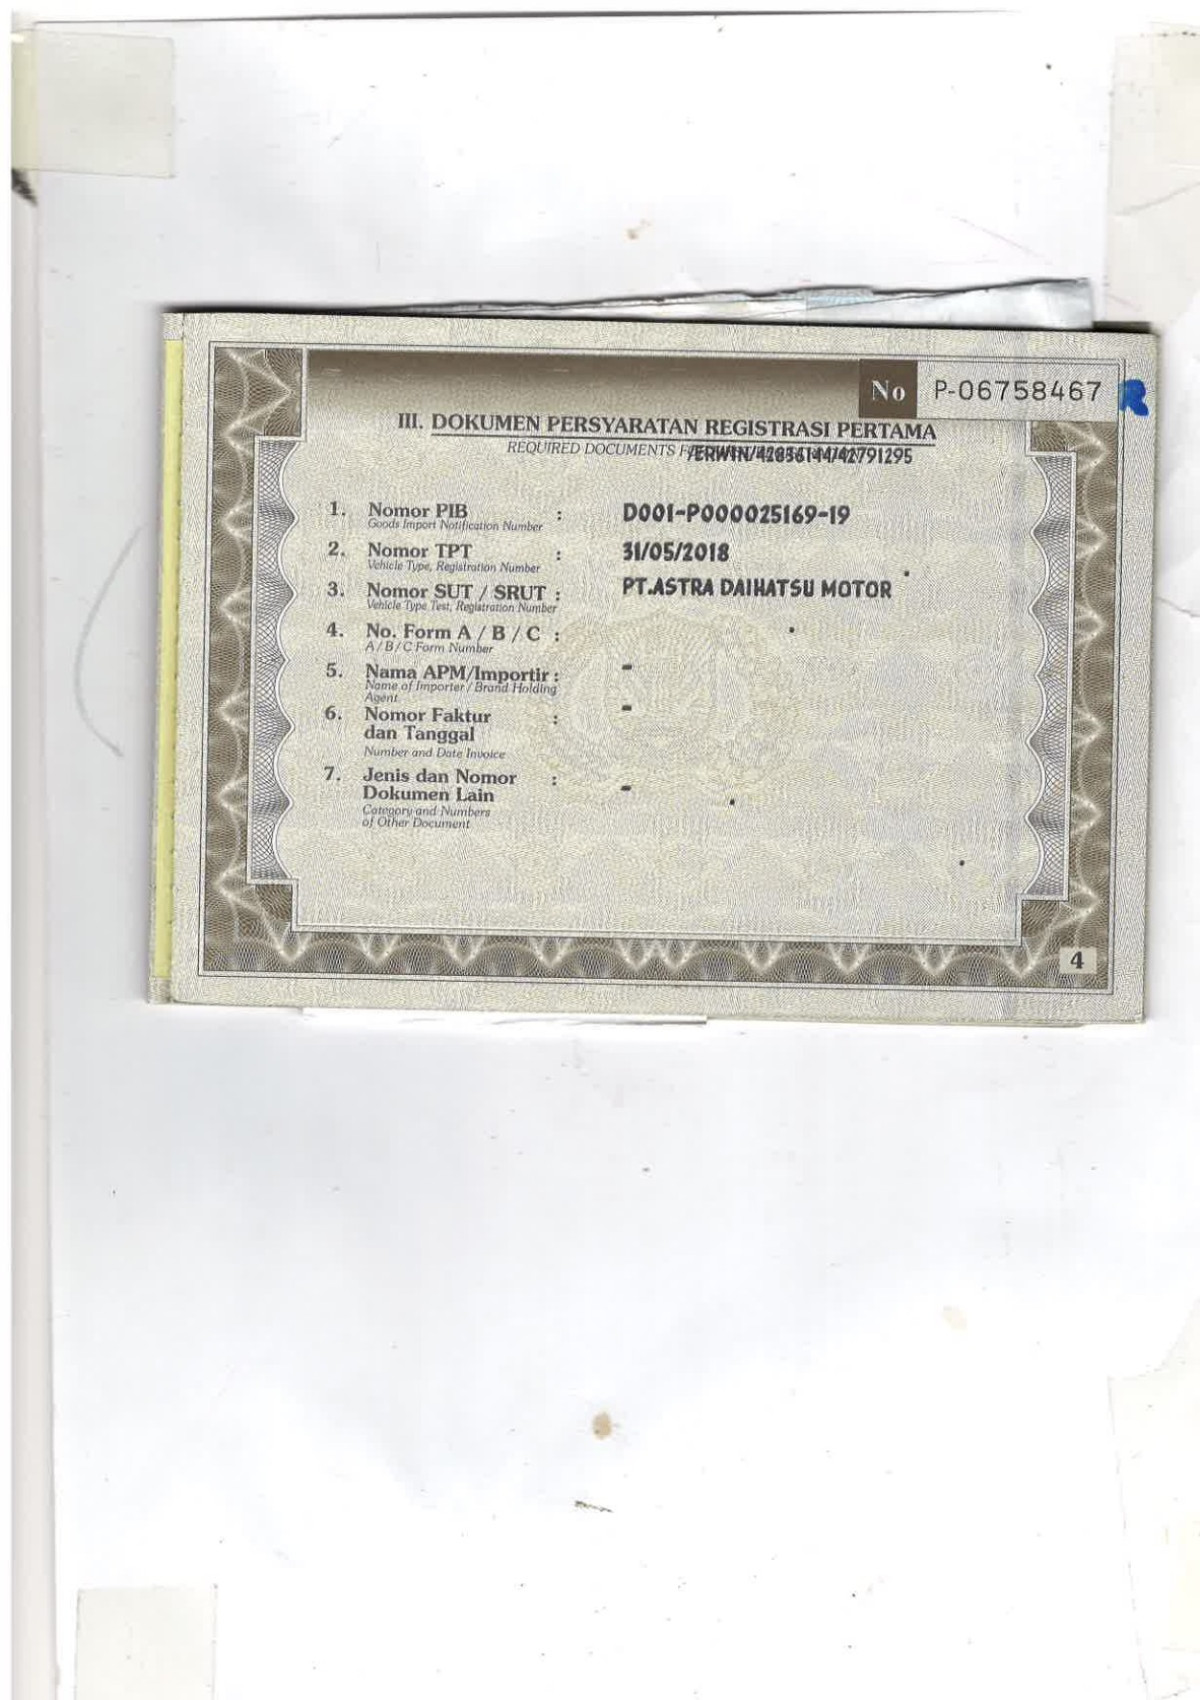 No P-06758467 R
III. DOKUMEN PERSYARATAN REGISTRASI PERTAMA
REQUIRED DOCUMENTS
/ERWIN/42836144/42791295
1. Nomor PIB : D001-P000025169-19
Goods Import Notification Number
2. Nomor TPT : 31/05/2018
Vehicle Type, Registration Number
3. Nomor SUT / SRUT : PT.ASTRA DAIHATSU MOTOR
Vehicle Type Test, Registration Number
4. No. Form A / B / C :
A / B / C Form Number
5. Nama APM/Importir : -
Name of Importer / Brand Holding
Agent
6. Nomor Faktur : -
dan Tanggal
Number and Date Invoice
7. Jenis dan Nomor : -
Dokumen Lain
Category and Numbers
of Other Document
4